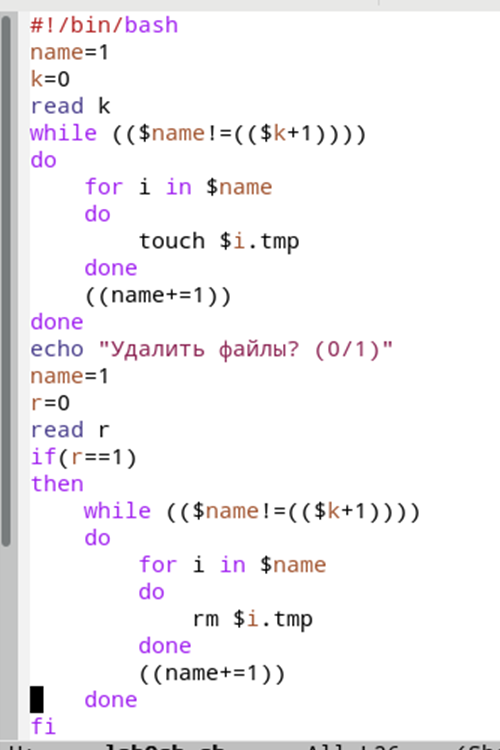 #!/bin/bash
name=1
k=0
read k
while (($name!=(($k+1))))
do
    for i in $name
    do
        touch $i.tmp
    done
    ((name+=1))
done
echo "Удалить файлы? (0/1)"
name=1
r=0
read r
if(r==1)
then
    while (($name!=(($k+1))))
    do
        for i in $name
        do
            rm $i.tmp
        done
        ((name+=1))
    done
fi